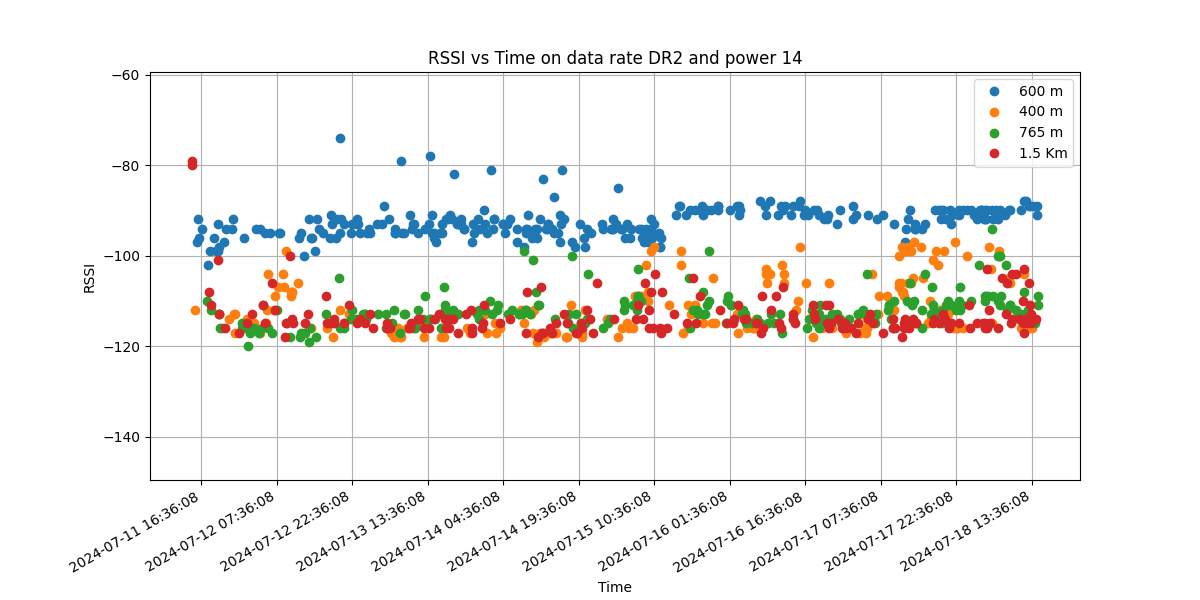 RSSI vs Time on data rate DR2 and power 14
600 m
400 m
765 m
1.5 Km
−60
−80
−100
−120
−140
RSSI
2024-07-11 16:36:08
2024-07-12 07:36:08
2024-07-12 22:36:08
2024-07-13 13:36:08
2024-07-14 04:36:08
2024-07-14 19:36:08
2024-07-15 10:36:08
2024-07-16 01:36:08
2024-07-16 16:36:08
2024-07-17 07:36:08
2024-07-17 22:36:08
2024-07-18 13:36:08
Time